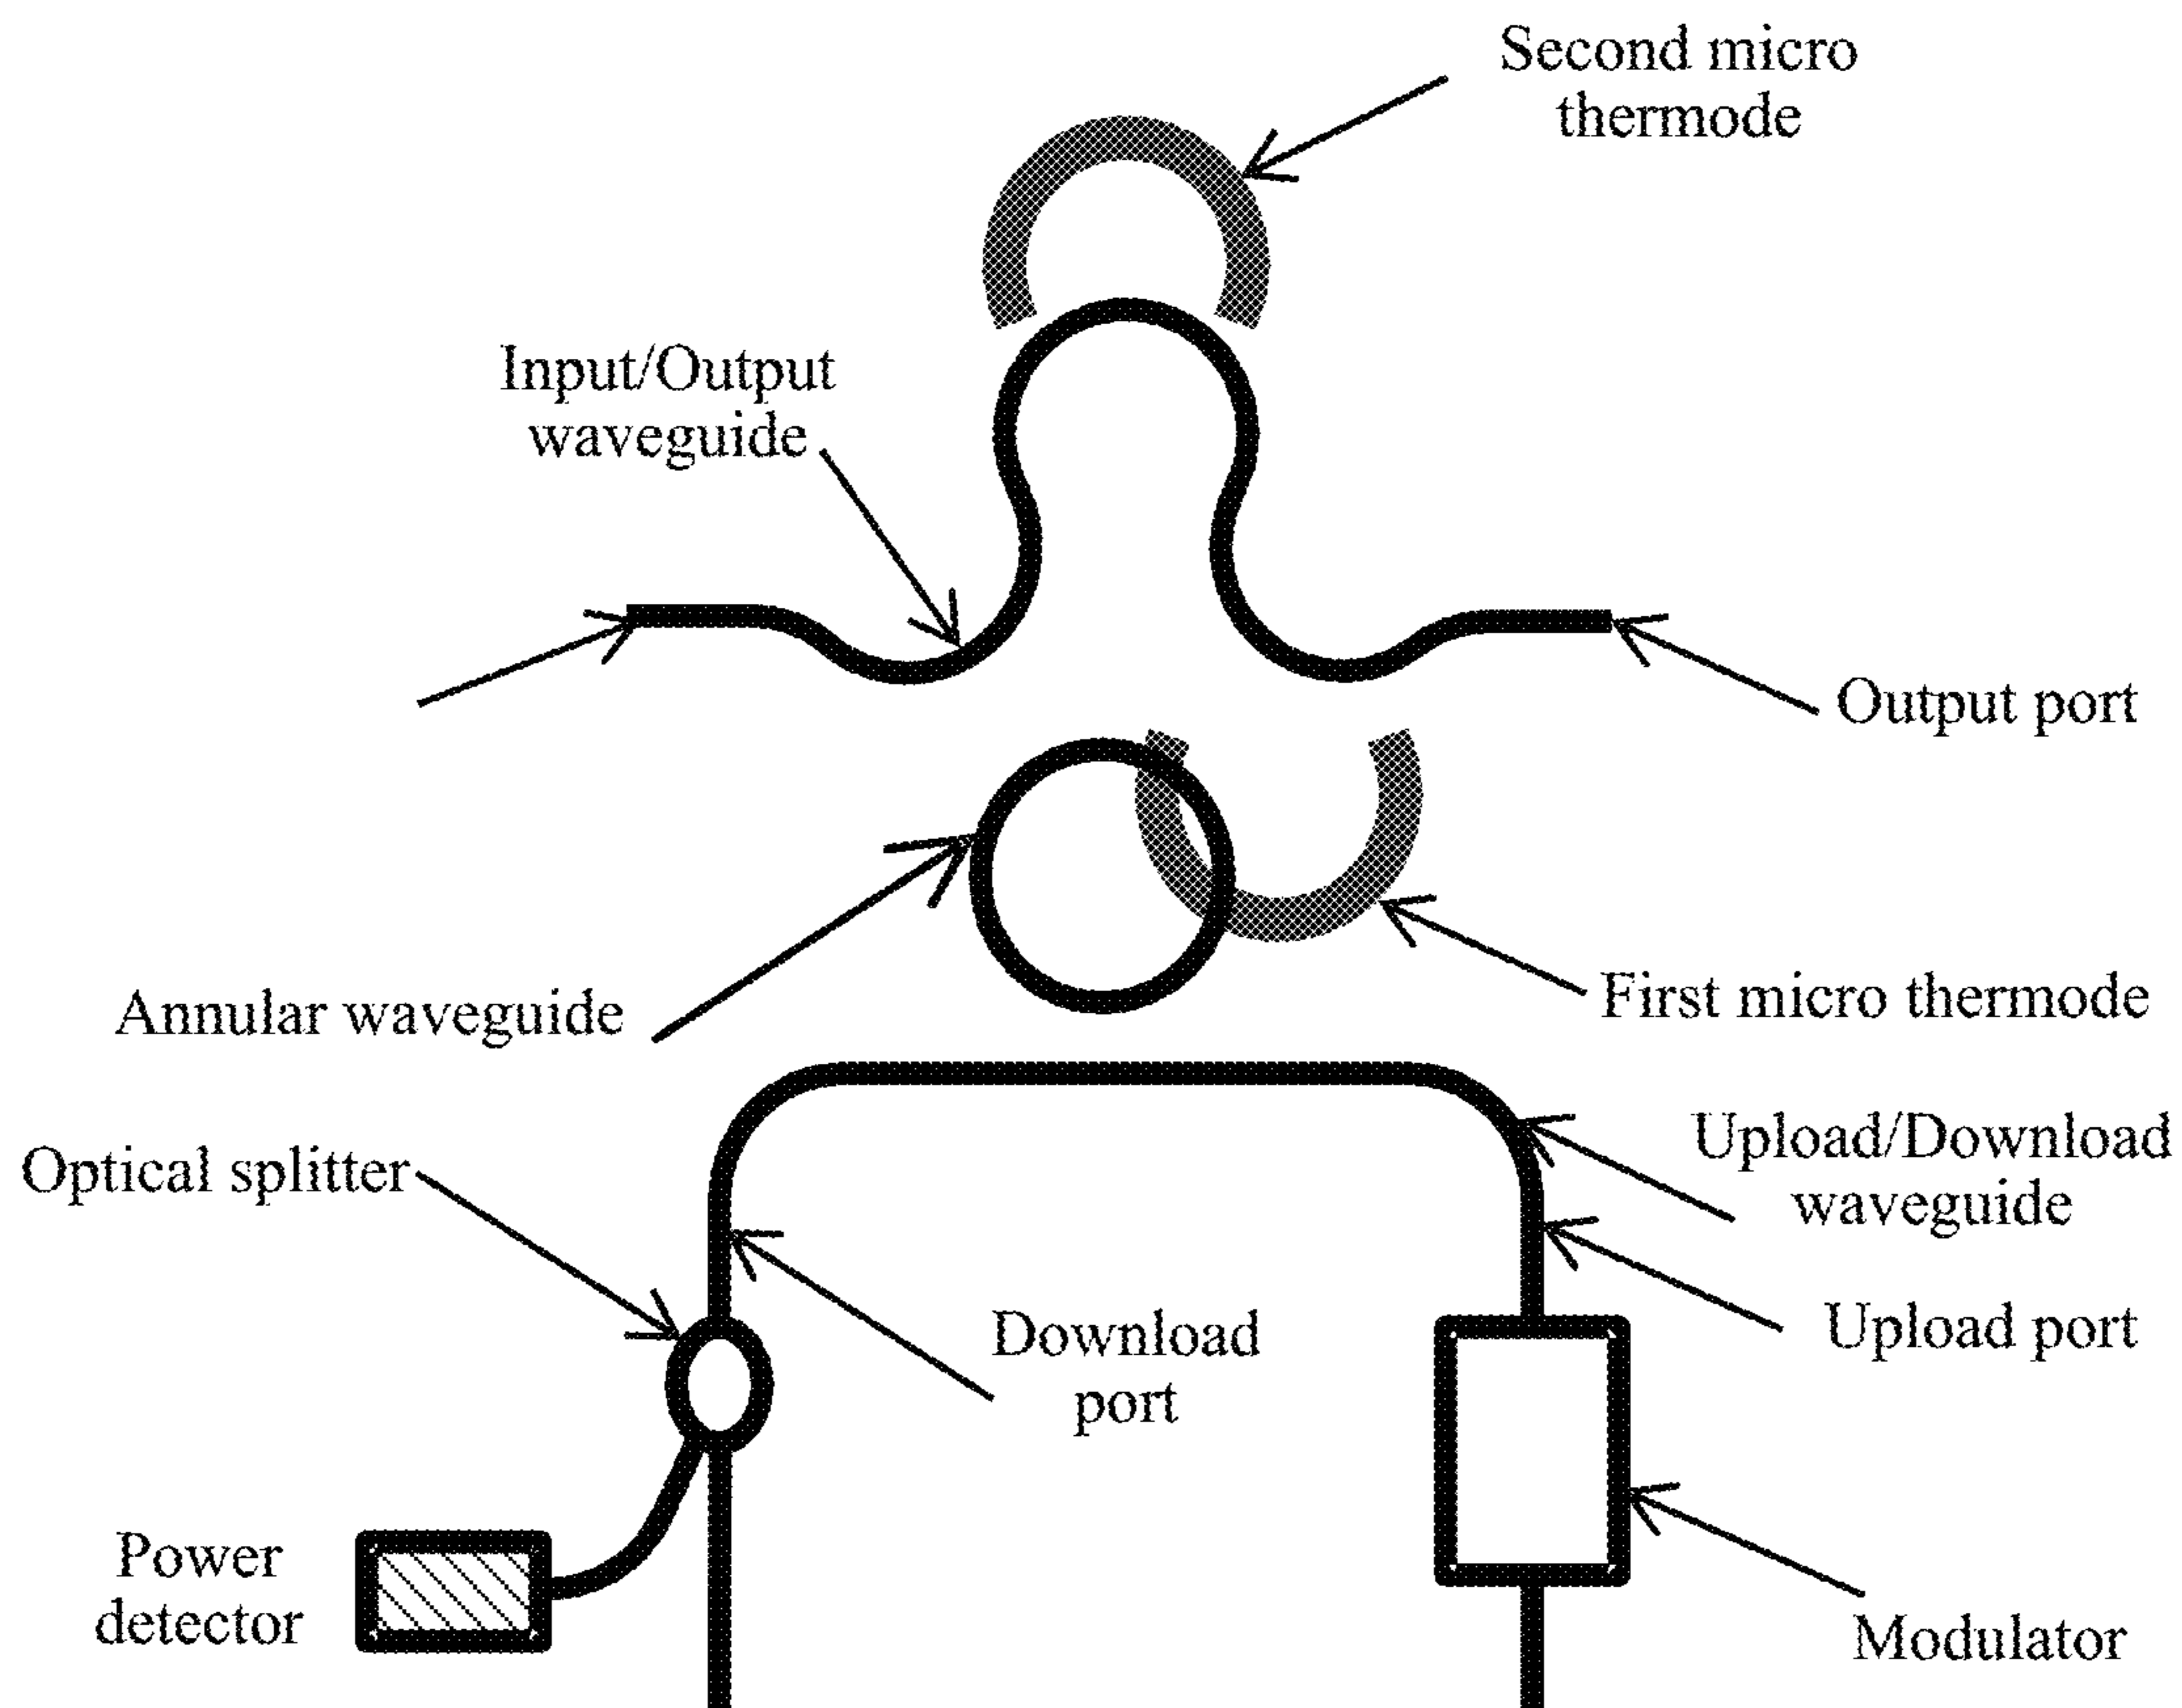 Second micro
thermode
Input/Output
waveguide
Output port
Annular waveguide
First micro thermode
Optical splitter
Upload/Download
waveguide
Download
port
Upload port
Power
detector
Modulator